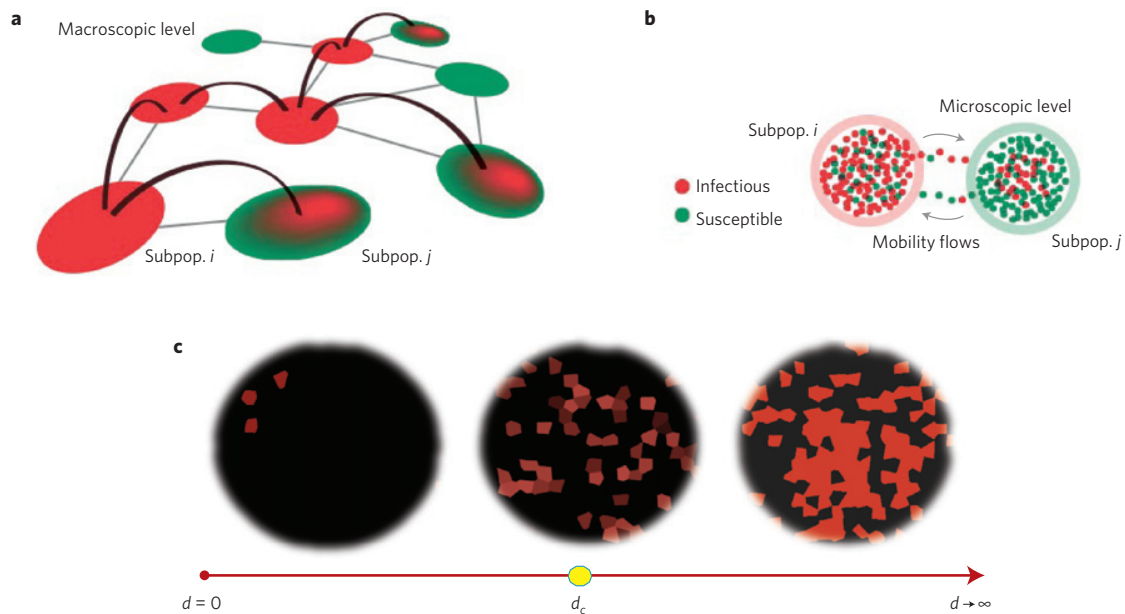 a
Macroscopic level
Subpop. i
Subpop. j
b
Microscopic level
Subpop. i
Infectious
Susceptible
Mobility flows
Subpop. j
c
d = 0
d_c
d → ∞